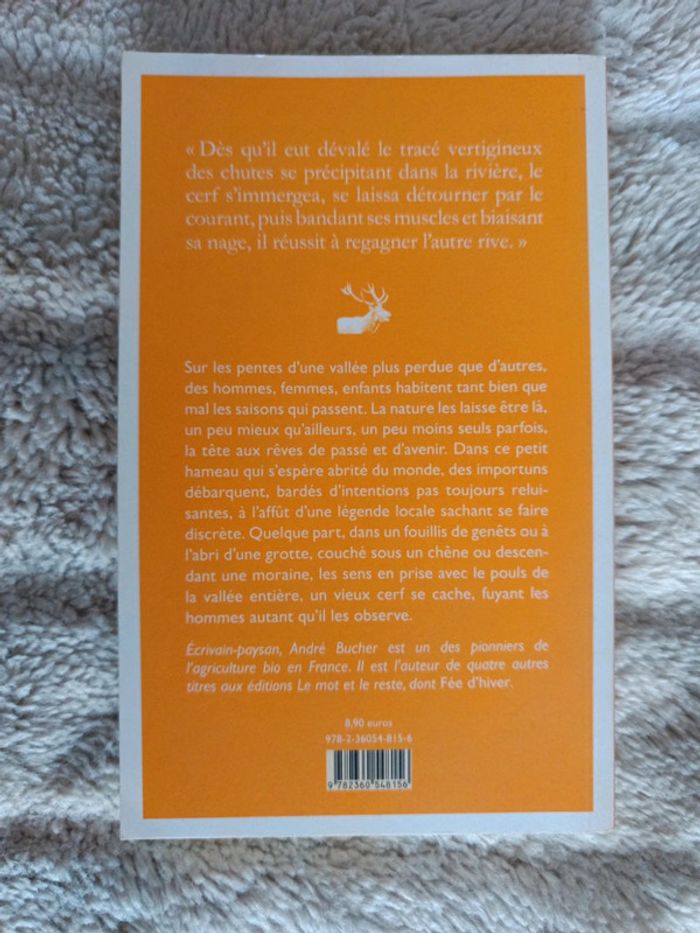 « Dès qu'il eut dévalé le tracé vertigineux
des chutes se précipitant dans la rivière, le
cerf s'immergea, se laissa détourner par le
courant, puis bandant ses muscles et biaisant
sa nage, il réussit à regagner l'autre rive. »
Sur les pentes d'une vallée plus perdue que d'autres,
des hommes, femmes, enfants habitent tant bien que
mal les saisons qui passent. La nature les laisse être là,
un peu mieux qu'ailleurs, un peu moins seuls parfois,
la tête aux rêves de passé et d'avenir. Dans ce petit
hameau qui s'espère abrité du monde, des importuns
débarquent, bardés d'intentions pas toujours relui-
santes, à l'affût d'une légende locale sachant se faire
discrète. Quelque part, dans un fouillis de genêts ou à
l'abri d'une grotte, couché sous un chêne ou descen-
dant une moraine, les sens en prise avec le pouls de
la vallée entière, un vieux cerf se cache, fuyant les
hommes autant qu'il les observe.
Écrivain-paysan, André Bucher est un des pionniers de
l'agriculture bio en France. Il est l'auteur de quatre autres
titres aux éditions Le mot et le reste, dont Fée d'hiver.
8,90 euros
978-2-36054-815-6
9 782360 548156